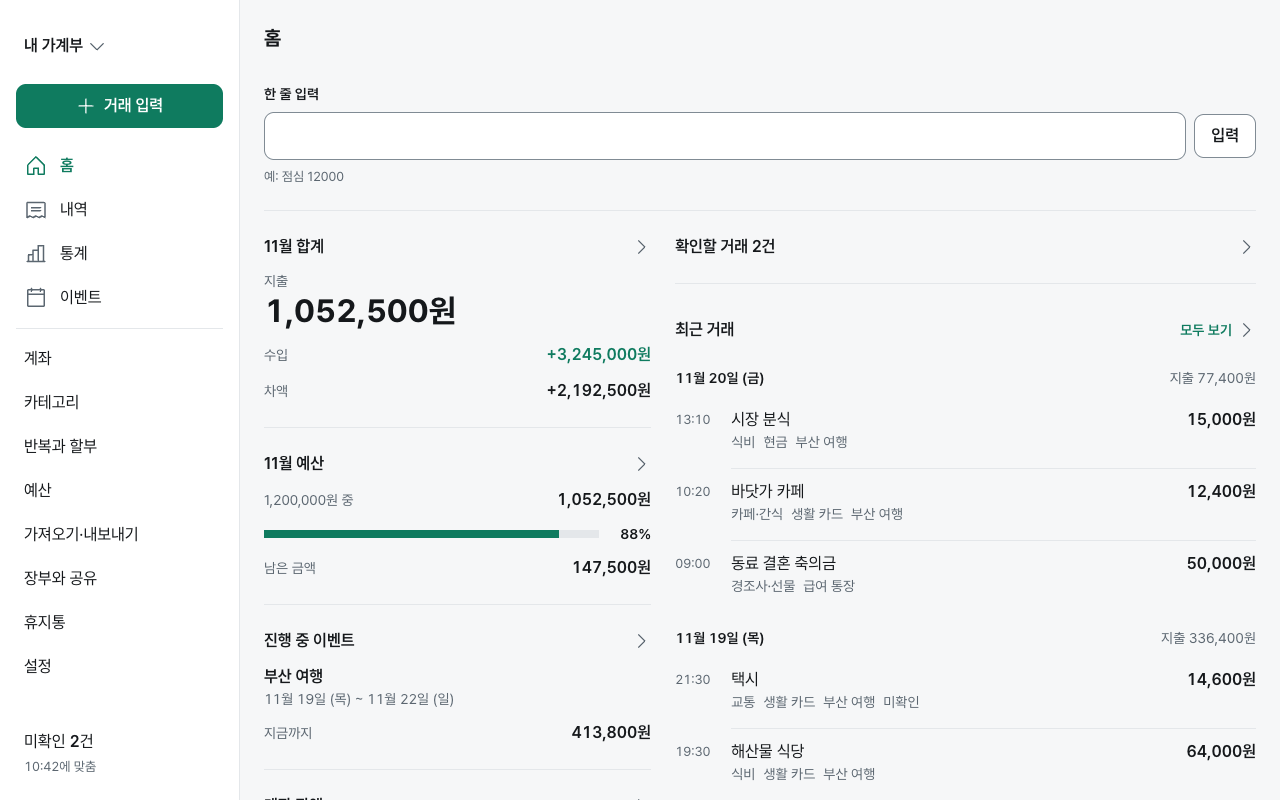 내 가계부
거래 입력
홈
내역
통계
이벤트
계좌
카테고리
반복과 할부
예산
가져오기·내보내기
장부와 공유
휴지통
설정
미확인 2건
10:42에 맞춤
홈
한 줄 입력
입력
예: 점심 12000
11월 합계
지출
1,052,500원
수입 +3,245,000원
차액 +2,192,500원
11월 예산
1,200,000원 중 1,052,500원
88%
남은 금액 147,500원
진행 중 이벤트
부산 여행
11월 19일 (목) ~ 11월 22일 (일)
지금까지 413,800원
확인할 거래 2건
최근 거래 모두 보기
11월 20일 (금) 지출 77,400원
13:10 시장 분식 15,000원
식비 현금 부산 여행
10:20 바닷가 카페 12,400원
카페·간식 생활 카드 부산 여행
09:00 동료 결혼 축의금 50,000원
경조사·선물 급여 통장
11월 19일 (목) 지출 336,400원
21:30 택시 14,600원
교통 생활 카드 부산 여행 미확인
19:30 해산물 식당 64,000원
식비 생활 카드 부산 여행